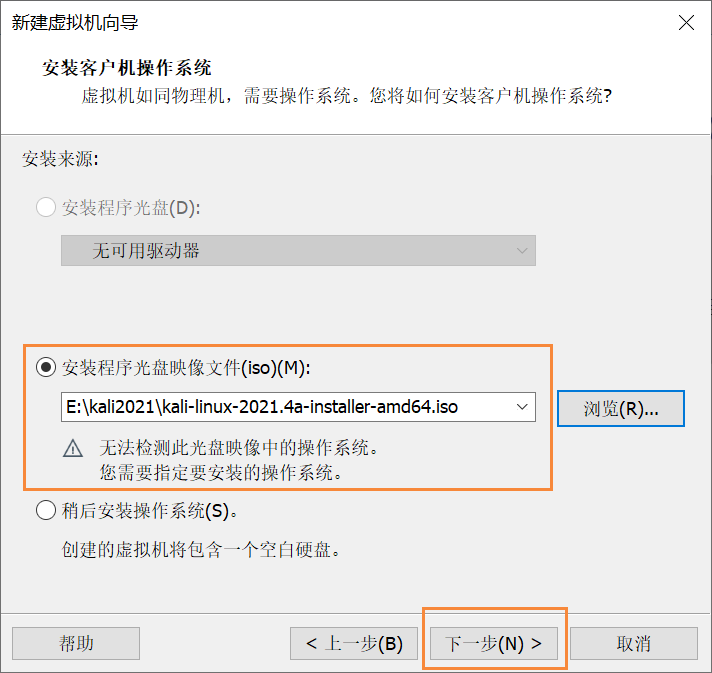 新建虚拟机向导
安装客户机操作系统
虚拟机如同物理机，需要操作系统。您将如何安装客户机操作系统?
安装来源:
安装程序光盘(D):
无可用驱动器
安装程序光盘映像文件(iso)(M):
E:\kali2021\kali-linux-2021.4a-installer-amd64.iso
浏览(R)...
无法检测此光盘映像中的操作系统。
您需要指定要安装的操作系统。
稍后安装操作系统(S)。
创建的虚拟机将包含一个空白硬盘。
帮助
< 上一步(B)
下一步(N) >
取消